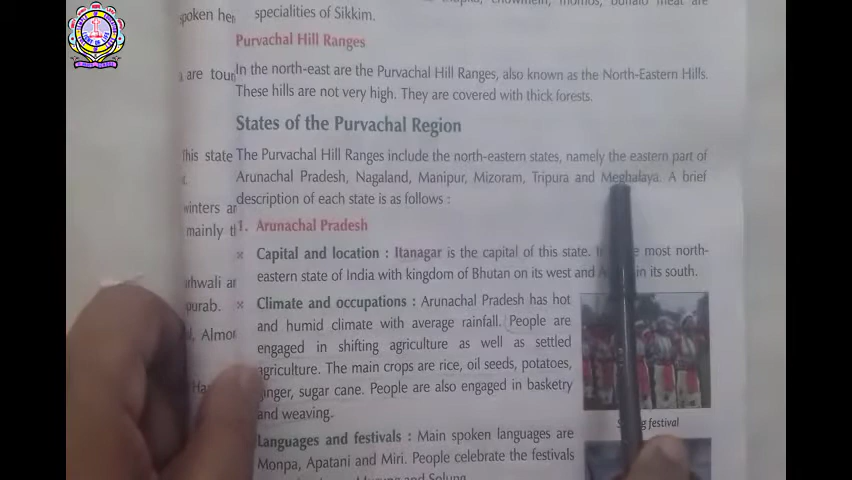 spoken her
specialities of Sikkim.
Purvachal Hill Ranges
are tour
In the north-east are the Purvachal Hill Ranges, also known as the North-Eastern Hills.
These hills are not very high. They are covered with thick forests.
States of the Purvachal Region
This state
The Purvachal Hill Ranges include the north-eastern states, namely the eastern part of
Arunachal Pradesh, Nagaland, Manipur, Mizoram, Tripura and Meghalaya. A brief
description of each state is as follows :
winters ar
mainly t
1. Arunachal Pradesh
× Capital and location : Itanagar is the capital of this state. most north-
eastern state of India with kingdom of Bhutan on its west and in its south.
× Climate and occupations : Arunachal Pradesh has hot
and humid climate with average rainfall. People are
engaged in shifting agriculture as well as settled
agriculture. The main crops are rice, oil seeds, potatoes,
ginger, sugar cane. People are also engaged in basketry
and weaving.
festival
Languages and festivals : Main spoken languages are
Monpa, Apatani and Miri. People celebrate the festivals